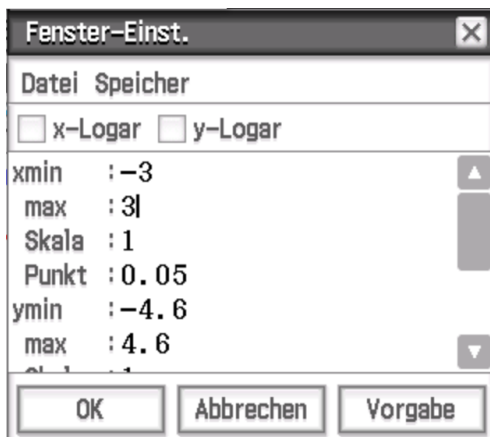 Fenster-Einst.
Datei Speicher
x-Logar y-Logar
xmin :-3
max :3
Skala :1
Punkt :0.05
ymin :-4.6
max :4.6
OK Abbrechen Vorgabe